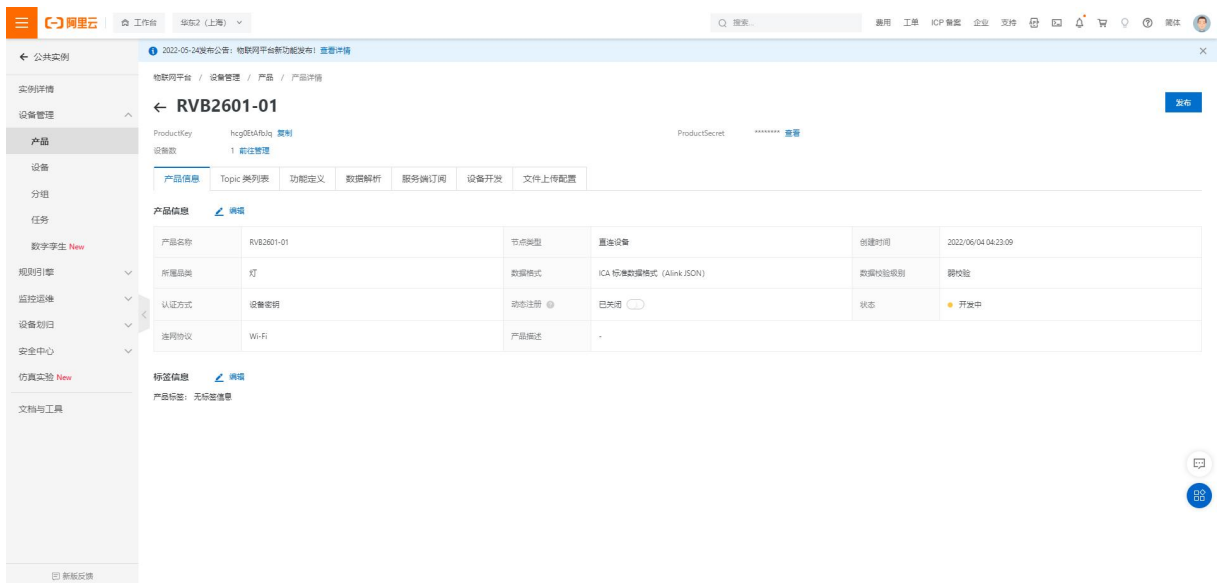 阿里云 工作台 华东2（上海） 搜索... 费用 工单 ICP 备案 企业 支持 简体
公共实例
2022-05-24发布公告：物联网平台新功能发布！查看详情
实例详情
设备管理
产品
设备
分组
任务
数字孪生 New
规则引擎
监控运维
设备划归
安全中心
仿真实验 New
文档与工具
新版反馈
物联网平台 / 设备管理 / 产品 / 产品详情
← RVB2601-01 发布
ProductKey hcg0EtAfbJq 复制 ProductSecret ******** 查看
设备数 1 前往管理
产品信息 Topic 类列表 功能定义 数据解析 服务端订阅 设备开发 文件上传配置
产品信息 编辑
产品名称 RVB2601-01 节点类型 直连设备 创建时间 2022/06/04 04:23:09
所属品类 灯 数据格式 ICA 标准数据格式（Alink JSON） 数据校验级别 弱校验
认证方式 设备密钥 动态注册 已关闭 状态 开发中
连网协议 Wi-Fi 产品描述 -
标签信息 编辑
产品标签： 无标签信息